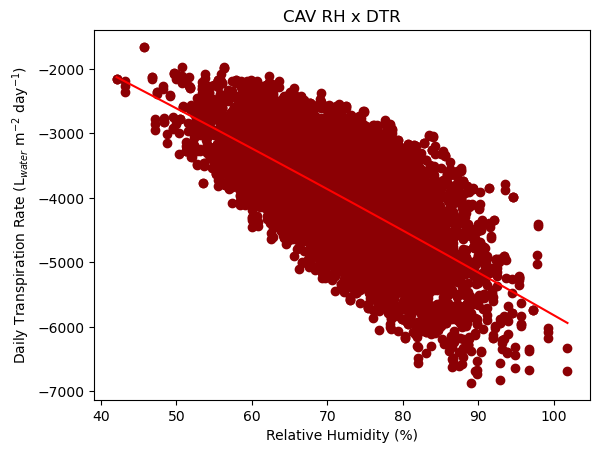 CAV RH x DTR
Daily Transpiration Rate (L$_{water}$ m$^{-2}$ day$^{-1}$)
−2000
−3000
−4000
−5000
−6000
−7000
40 50 60 70 80 90 100
Relative Humidity (%)